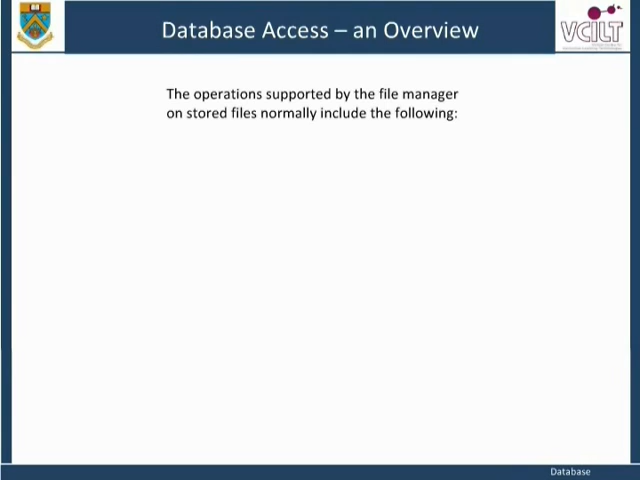 Database Access – an Overview
VCILT
The operations supported by the file manager
on stored files normally include the following:
Database